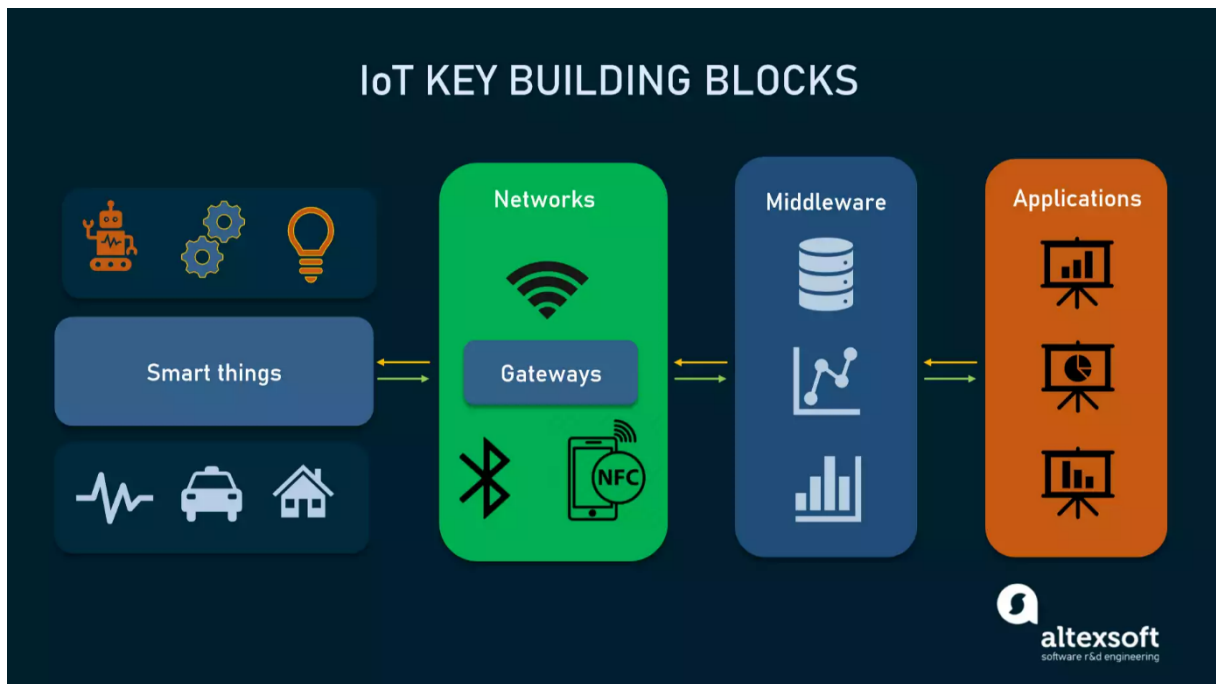 IoT KEY BUILDING BLOCKS
Smart things
Networks
Gateways
NFC
Middleware
Applications
altexsoft
software r&d engineering